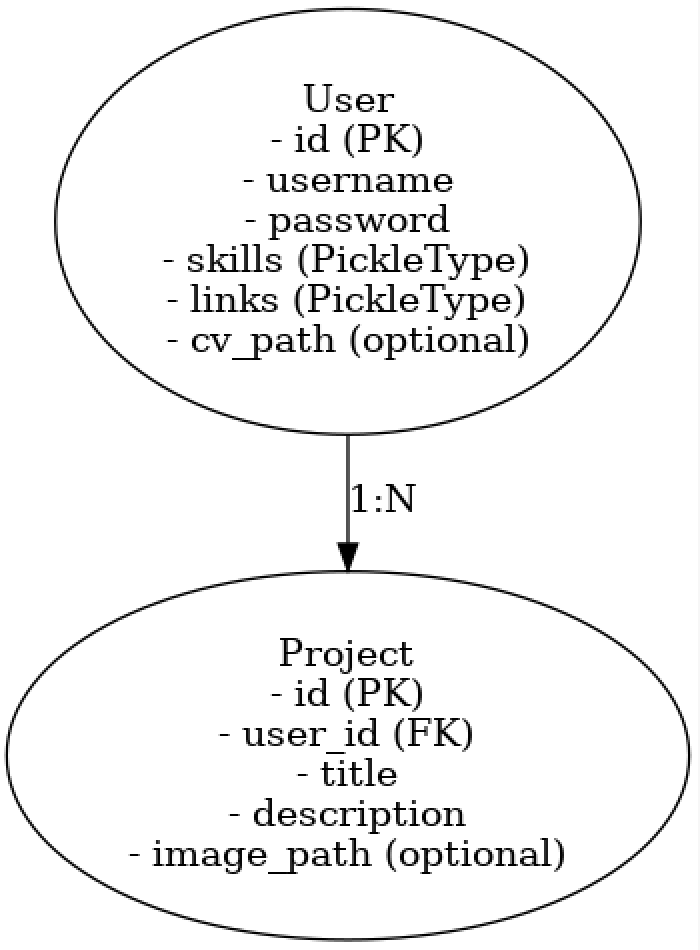 User
- id (PK)
- username
- password
- skills (PickleType)
- links (PickleType)
- cv_path (optional)
1:N
Project
- id (PK)
- user_id (FK)
- title
- description
- image_path (optional)